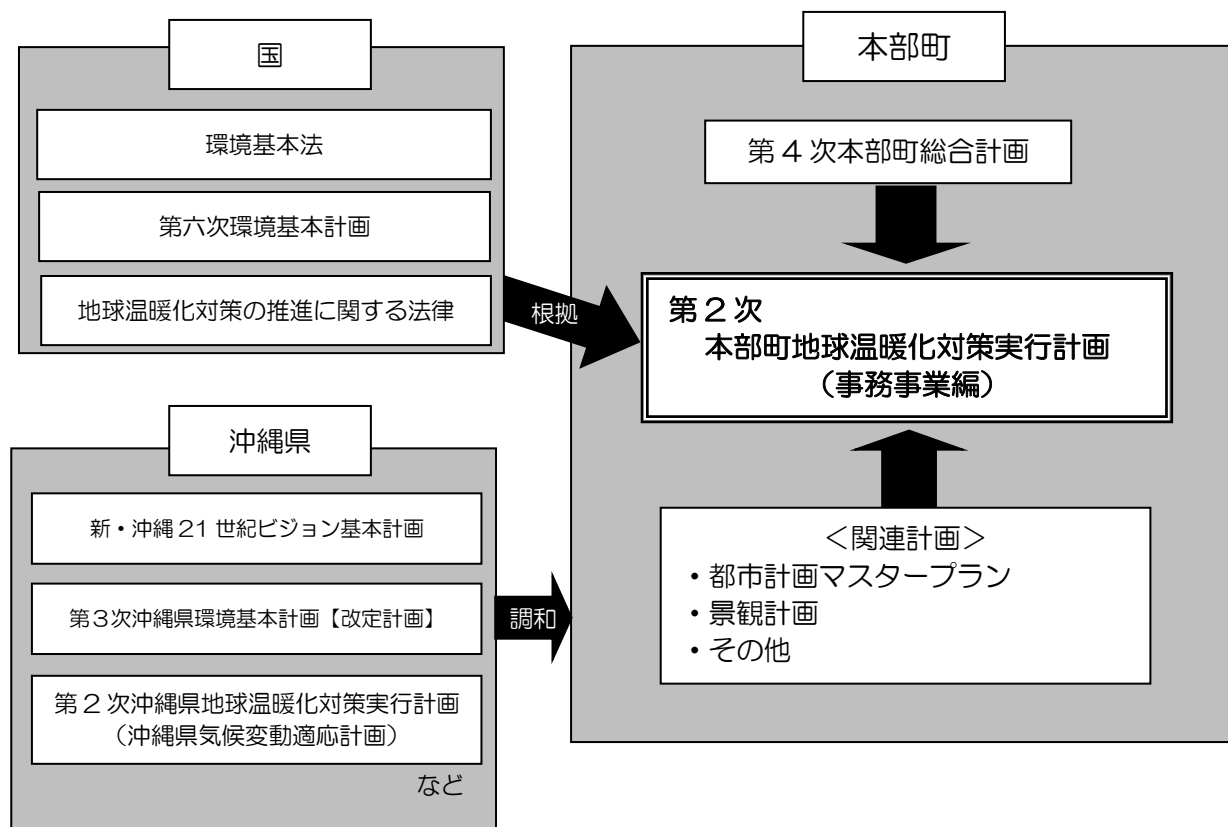 国
環境基本法
第六次環境基本計画
地球温暖化対策の推進に関する法律
根拠
沖縄県
新・沖縄21世紀ビジョン基本計画
第3次沖縄県環境基本計画【改定計画】
第2次沖縄県地球温暖化対策実行計画
（沖縄県気候変動適応計画）
など
調和
本部町
第4次本部町総合計画
第2次
本部町地球温暖化対策実行計画
（事務事業編）
＜関連計画＞
・都市計画マスタープラン
・景観計画
・その他